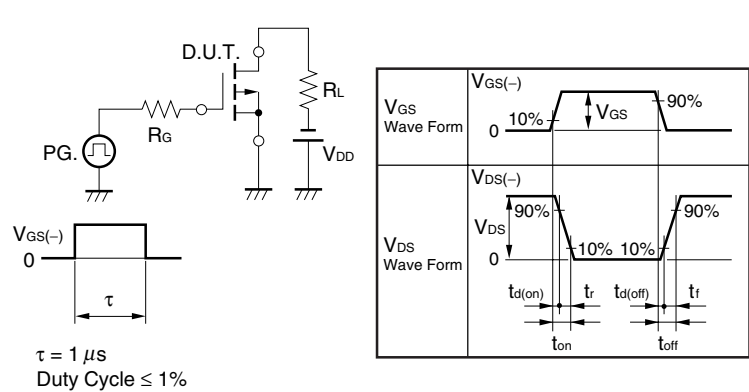 D.U.T.
RL
RG
PG.
VDD
VGS(−)
0
τ
τ = 1 μs
Duty Cycle ≤ 1%
VGS
Wave Form
VGS(−)
10%
VGS
90%
0
VDS
Wave Form
VDS(−)
90%
VDS
10%
10%
90%
0
td(on)
tr
td(off)
tf
ton
toff